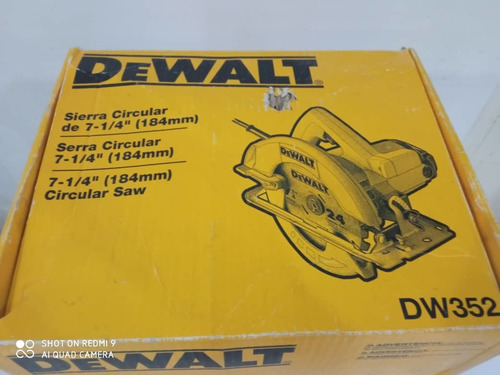 DEWALT
Sierra Circular
de 7-1/4" (184mm)
Serra Circular
7-1/4" (184mm)
7-1/4" (184mm)
Circular Saw
DEWALT
DEWALT
24
DW352
ADVERTENCIA
DEWALT
SHOT ON REDMI 9
AI QUAD CAMERA